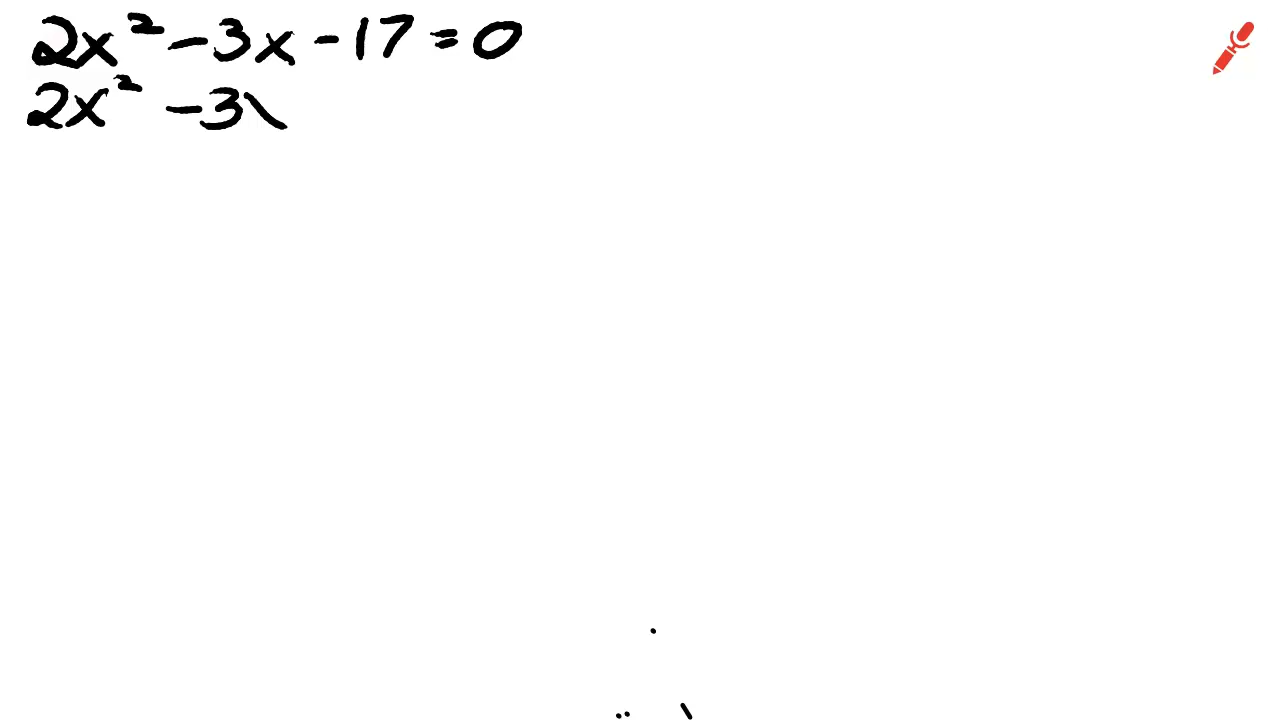 2x² - 3x - 17 = 0
2x² - 3\